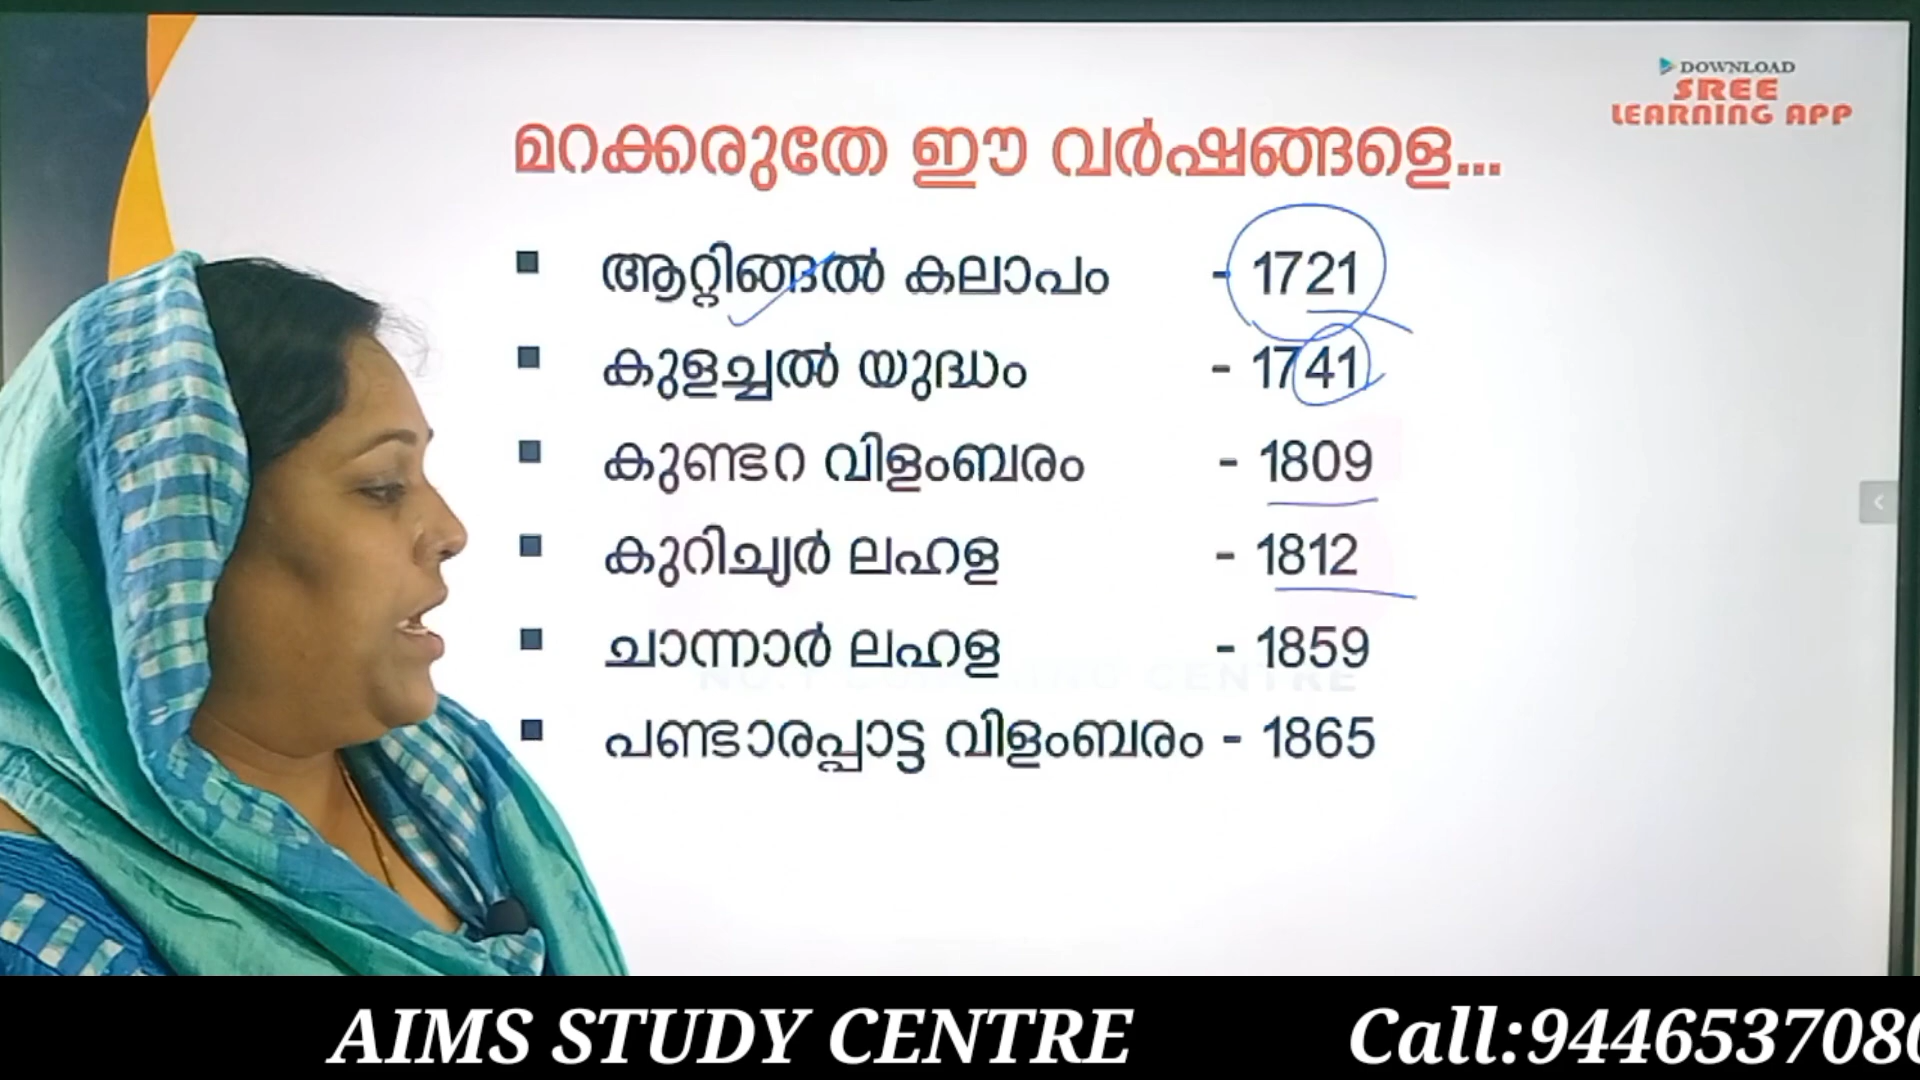 DOWNLOAD
SREE
LEARNING APP
മറക്കരുതേ ഈ വർഷങ്ങളെ...
▪ ആറ്റിങ്ങൽ കലാപം - 1721
▪ കുളച്ചൽ യുദ്ധം - 1741
▪ കുണ്ടറ വിളംബരം - 1809
▪ കുറിച്യർ ലഹള - 1812
▪ ചാന്നാർ ലഹള - 1859
▪ പണ്ടാരപ്പാട്ട വിളംബരം - 1865
CENTRE
AIMS STUDY CENTRE Call:944653708